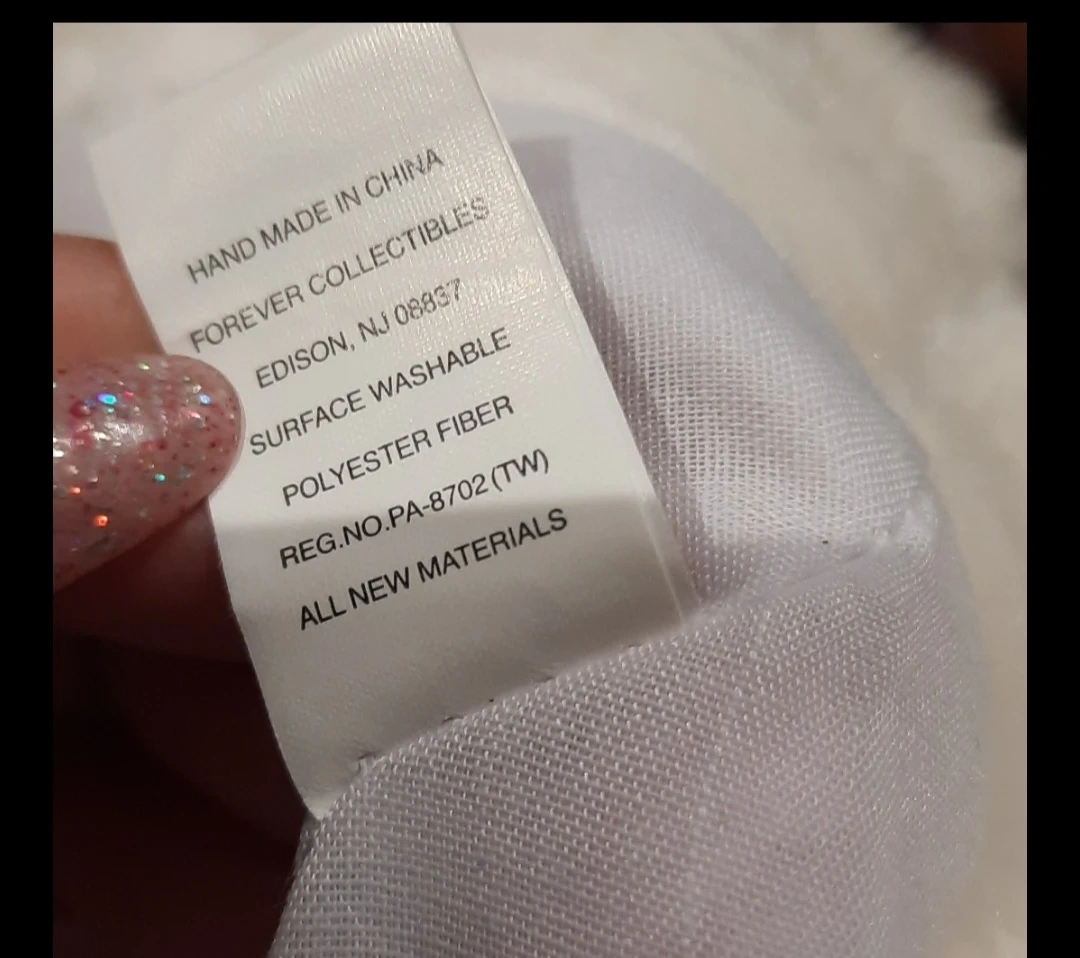 HAND MADE IN CHINA
FOREVER COLLECTIBLES
EDISON, NJ 08837
SURFACE WASHABLE
POLYESTER FIBER
REG.NO.PA-8702(TW)
ALL NEW MATERIALS